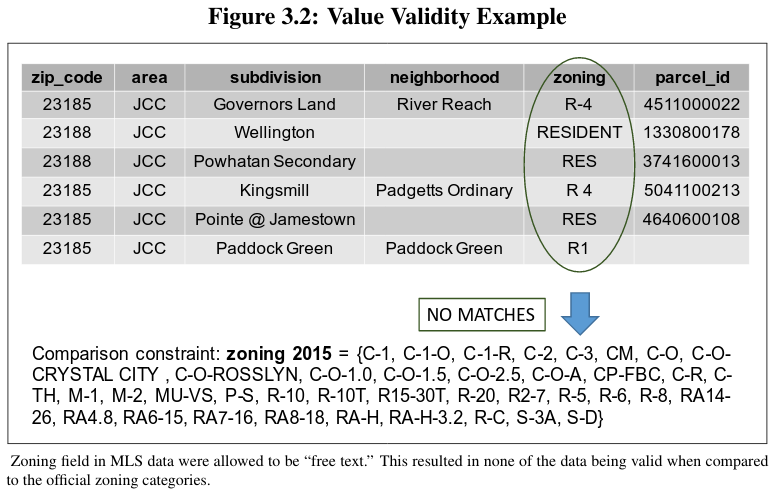 Figure 3.2: Value Validity Example
zip_code area subdivision neighborhood zoning parcel_id
23185 JCC Governors Land River Reach R-4 4511000022
23188 JCC Wellington RESIDENT 1330800178
23188 JCC Powhatan Secondary RES 3741600013
23185 JCC Kingsmill Padgetts Ordinary R 4 5041100213
23185 JCC Pointe @ Jamestown RES 4640600108
23185 JCC Paddock Green Paddock Green R1
NO MATCHES
Comparison constraint: zoning 2015 = {C-1, C-1-O, C-1-R, C-2, C-3, CM, C-O, C-O-
CRYSTAL CITY , C-O-ROSSLYN, C-O-1.0, C-O-1.5, C-O-2.5, C-O-A, CP-FBC, C-R, C-
TH, M-1, M-2, MU-VS, P-S, R-10, R-10T, R15-30T, R-20, R2-7, R-5, R-6, R-8, RA14-
26, RA4.8, RA6-15, RA7-16, RA8-18, RA-H, RA-H-3.2, R-C, S-3A, S-D}
Zoning field in MLS data were allowed to be “free text.” This resulted in none of the data being valid when compared
to the official zoning categories.